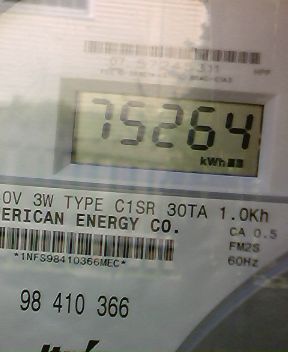 75264
kWh
0V 3W TYPE C1SR 30TA 1.0Kh
ERICAN ENERGY CO.
CA 0.5
FM2S
*1NFS98410366MEC*
60Hz
98 410 366